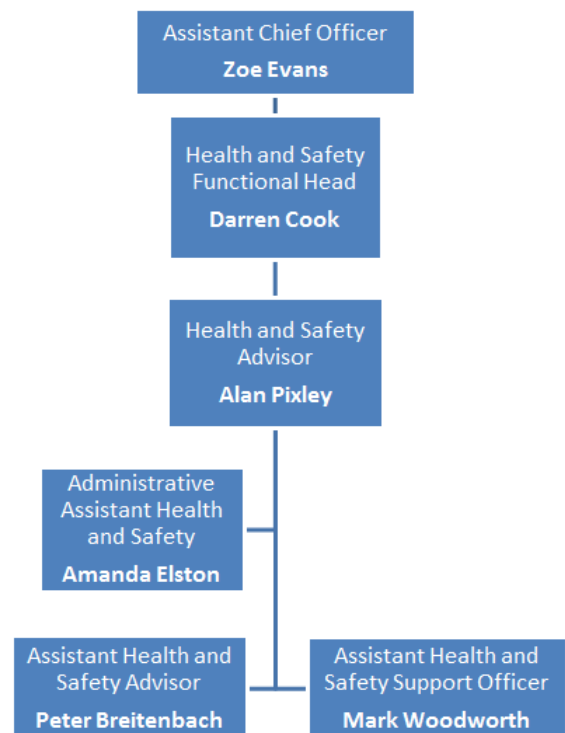 Assistant Chief Officer
Zoe Evans
Health and Safety
Functional Head
Darren Cook
Health and Safety
Advisor
Alan Pixley
Administrative
Assistant Health
and Safety
Amanda Elston
Assistant Health and
Safety Advisor
Peter Breitenbach
Assistant Health and
Safety Support Officer
Mark Woodworth